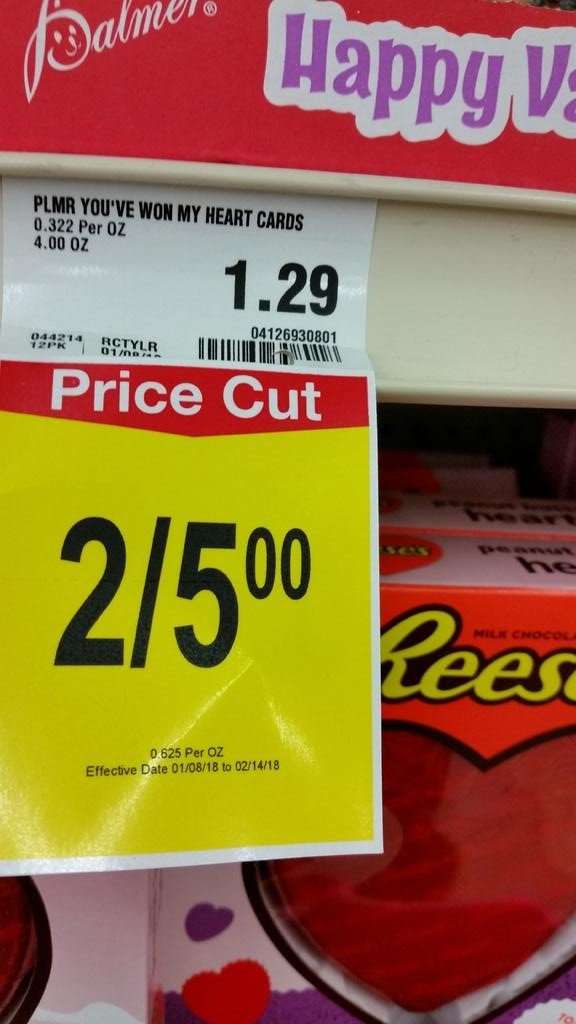 Palmer®
Happy Va
PLMR YOU'VE WON MY HEART CARDS
0.322 Per OZ
4.00 OZ
1.29
04126930801
044214
RCTYLR
12PK
Price Cut
2/5 00
0.625 Per OZ
Effective Date 01/08/18 to 02/14/18
heart
peanut
he
MILK CHOCOLA
Reese